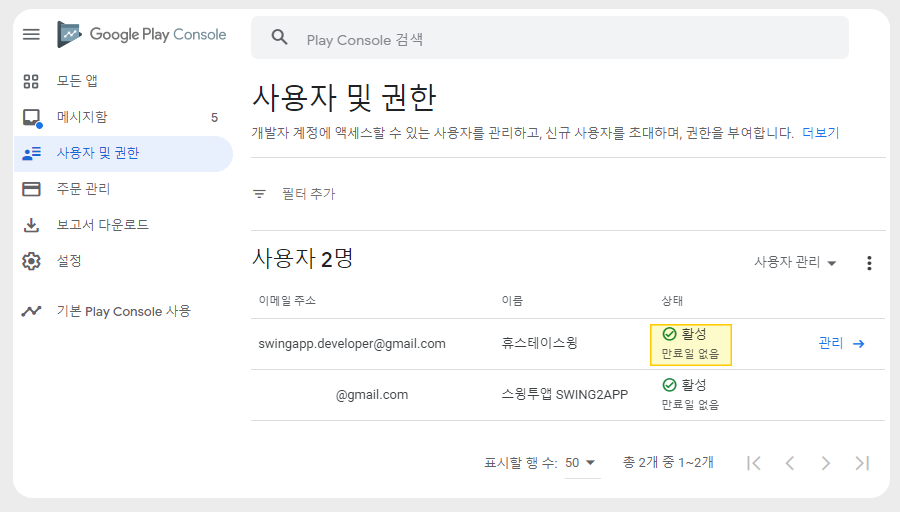 Google Play Console
Play Console 검색
모든 앱
메시지함 5
사용자 및 권한
주문 관리
보고서 다운로드
설정
기본 Play Console 사용
사용자 및 권한
개발자 계정에 액세스할 수 있는 사용자를 관리하고, 신규 사용자를 초대하며, 권한을 부여합니다. 더보기
필터 추가
사용자 2명
사용자 관리
이메일 주소 이름 상태
swingapp.developer@gmail.com 휴스테이스윙 활성 관리 →
만료일 없음
@gmail.com 스윙투앱 SWING2APP 활성
만료일 없음
표시할 행 수: 50 총 2개 중 1~2개